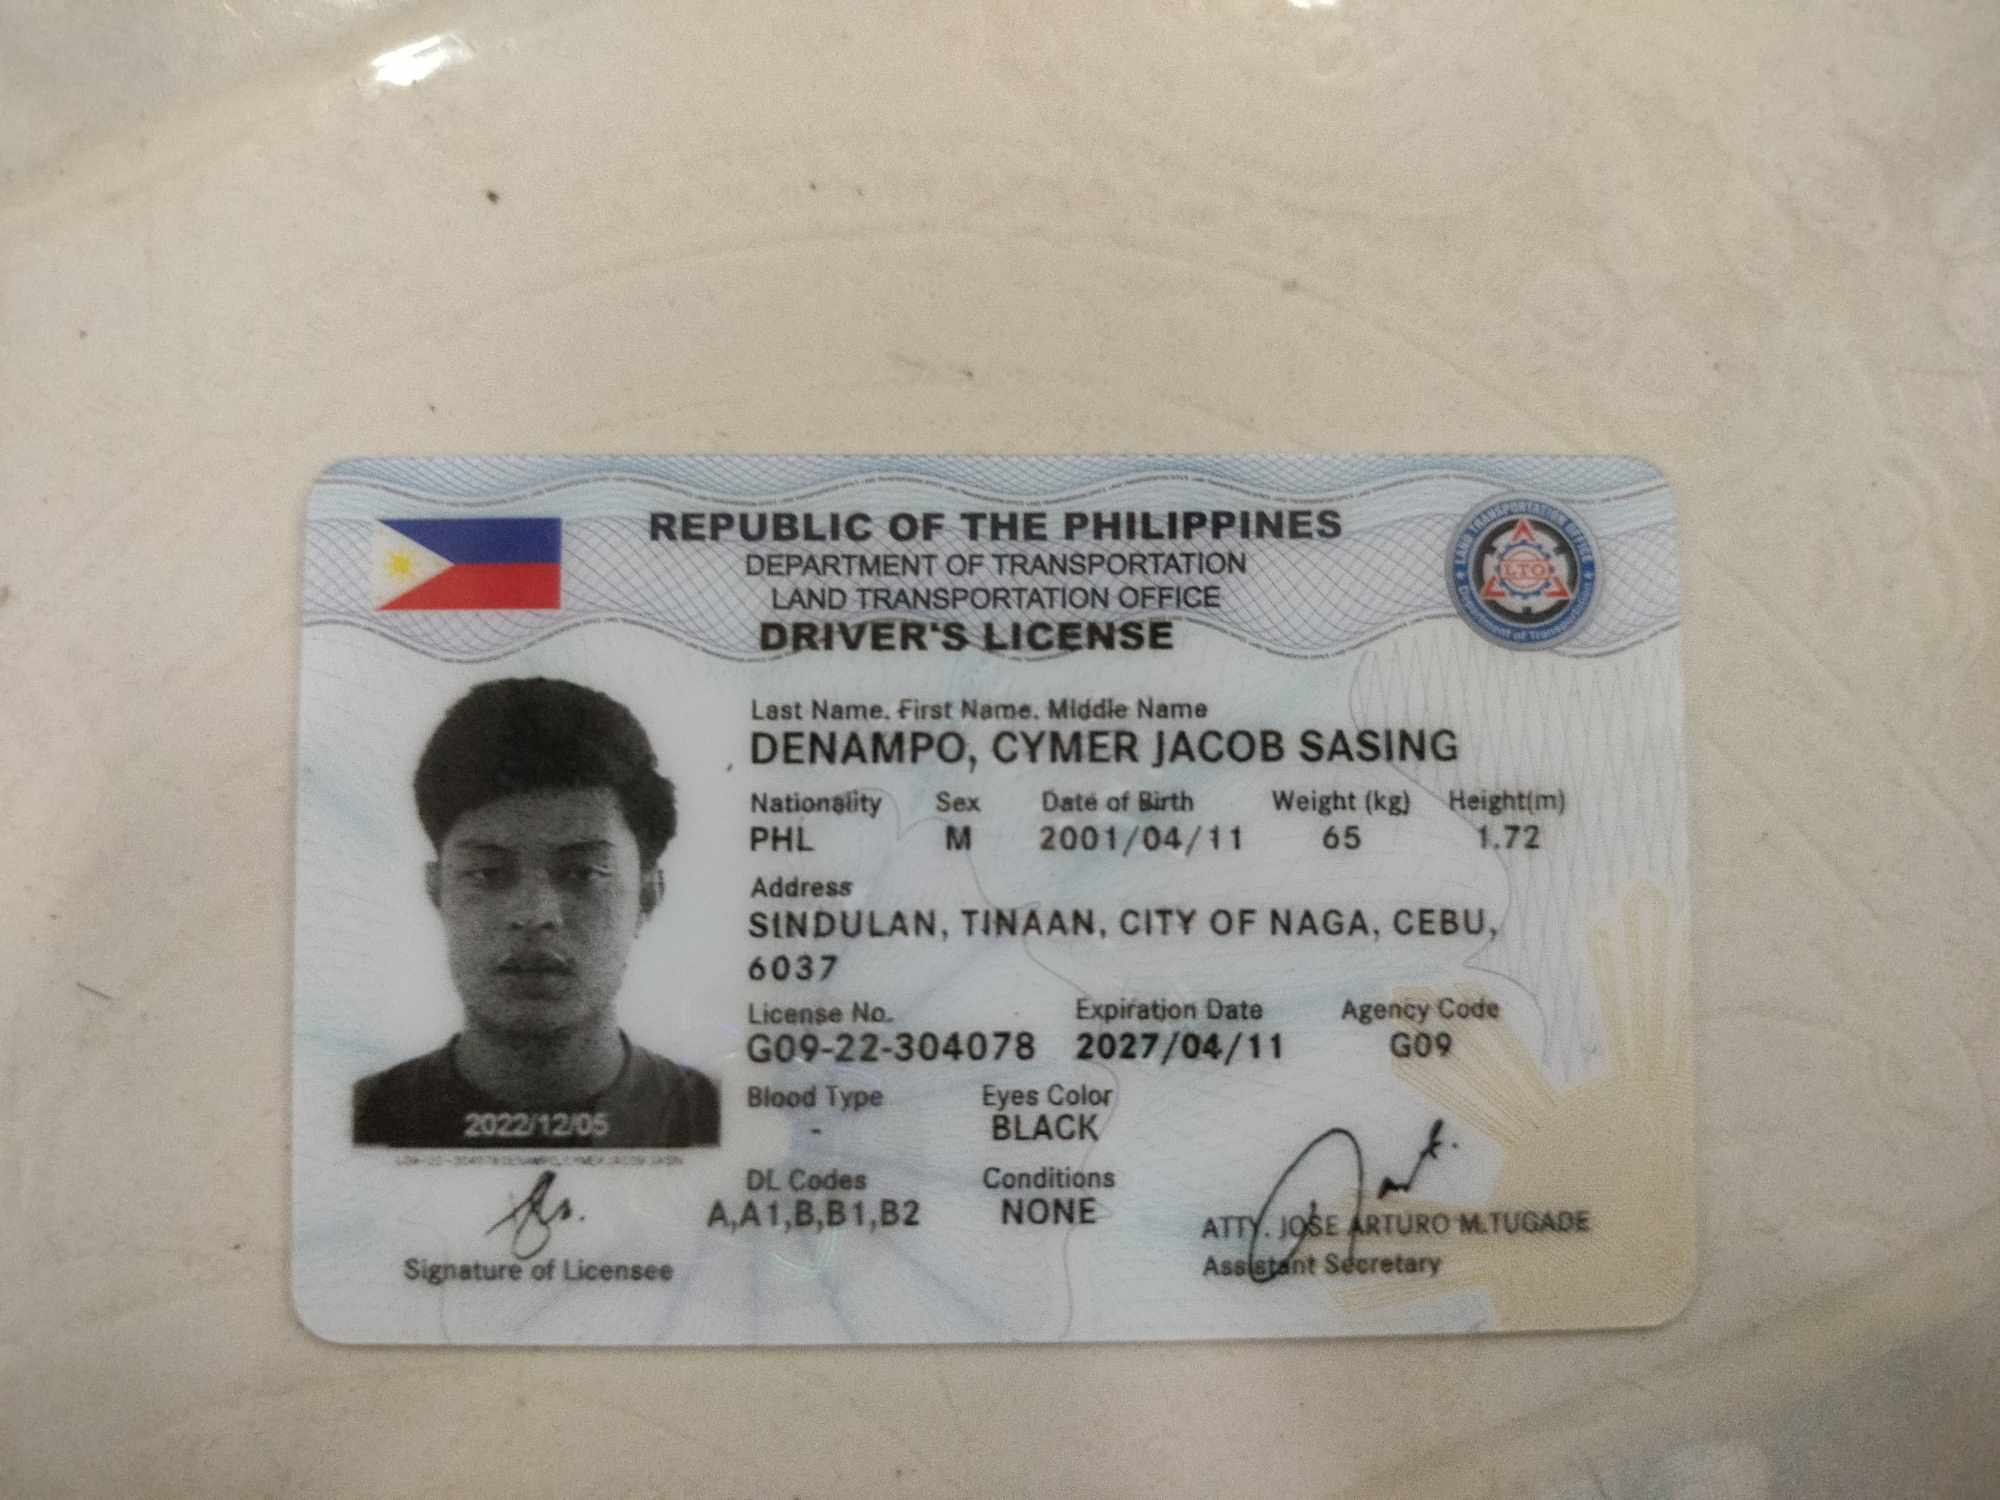 REPUBLIC OF THE PHILIPPINES
DEPARTMENT OF TRANSPORTATION
LAND TRANSPORTATION OFFICE
DRIVER'S LICENSE
LAND TRANSPORTATION OFFICE
LTO
Department of Transportation
Last Name. First Name. Middle Name
DENAMPO, CYMER JACOB SASING
Nationality Sex Date of Birth Weight (kg) Height(m)
PHL M 2001/04/11 65 1.72
Address
SINDULAN, TINAAN, CITY OF NAGA, CEBU,
6037
License No. Expiration Date Agency Code
G09-22-304078 2027/04/11 G09
Blood Type Eyes Color
- BLACK
DL Codes Conditions
A,A1,B,B1,B2 NONE
2022/12/05
Signature of Licensee
ATTY. JOSE ARTURO M.TUGADE
Assistant Secretary